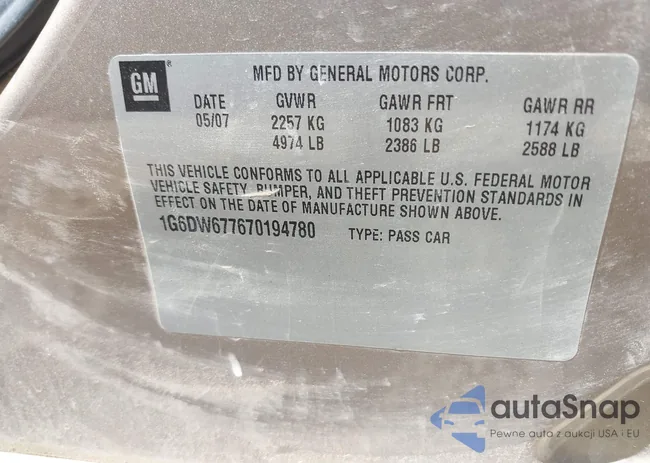 GM ® MFD BY GENERAL MOTORS CORP.
DATE GVWR GAWR FRT GAWR RR
05/07 2257 KG 1083 KG 1174 KG
4974 LB 2386 LB 2588 LB
THIS VEHICLE CONFORMS TO ALL APPLICABLE U.S. FEDERAL MOTOR
VEHICLE SAFETY, BUMPER, AND THEFT PREVENTION STANDARDS IN
EFFECT ON THE DATE OF MANUFACTURE SHOWN ABOVE.
1G6DW677670194780 TYPE: PASS CAR
autaSnap
Pewne auta z aukcji USA i EU